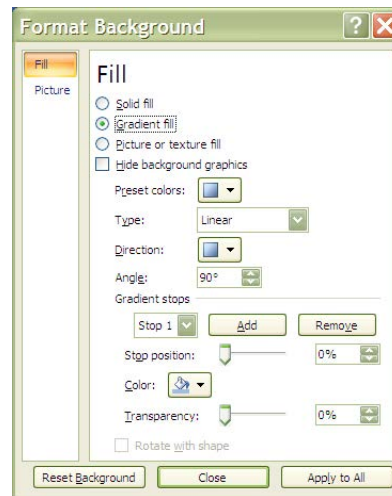 Format Background
Fill
Picture
Fill
Solid fill
Gradient fill
Picture or texture fill
Hide background graphics
Preset colors:
Type: Linear
Direction:
Angle: 90°
Gradient stops
Stop 1 Add Remove
Stop position: 0%
Color:
Transparency: 0%
Rotate with shape
Reset Background Close Apply to All